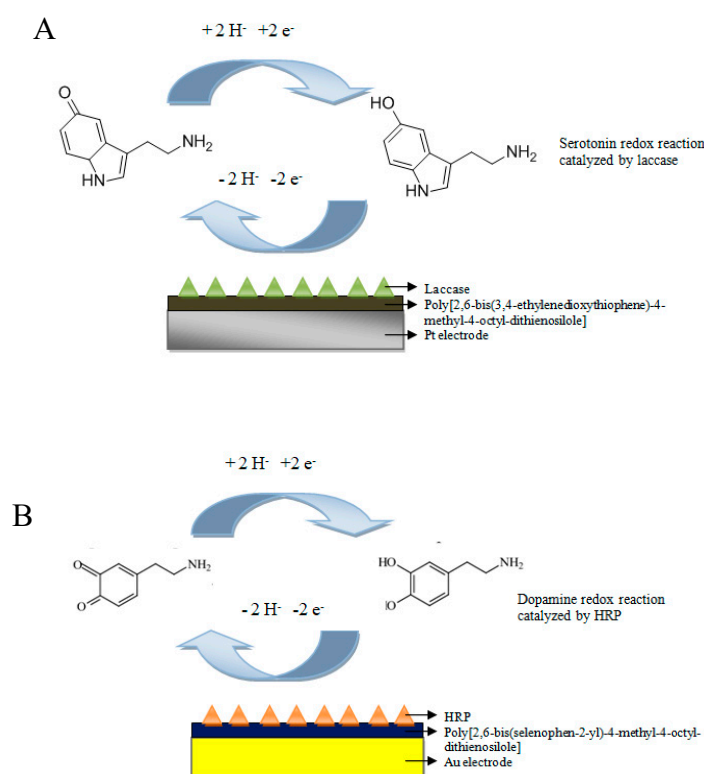 A
+ 2 H- +2 e-
O
NH2
HN
HO
NH2
HN
Serotonin redox reaction
catalyzed by laccase
- 2 H- -2 e-
Laccase
Poly[2,6-bis(3,4-ethylenedioxythiophene)-4-
methyl-4-octyl-dithienosilole]
Pt electrode
+ 2 H- +2 e-
B
O
O
NH2
HO
IO
NH2
Dopamine redox reaction
catalyzed by HRP
- 2 H- -2 e-
HRP
Poly[2,6-bis(selenophen-2-yl)-4-methyl-4-octyl-
dithienosilole]
Au electrode